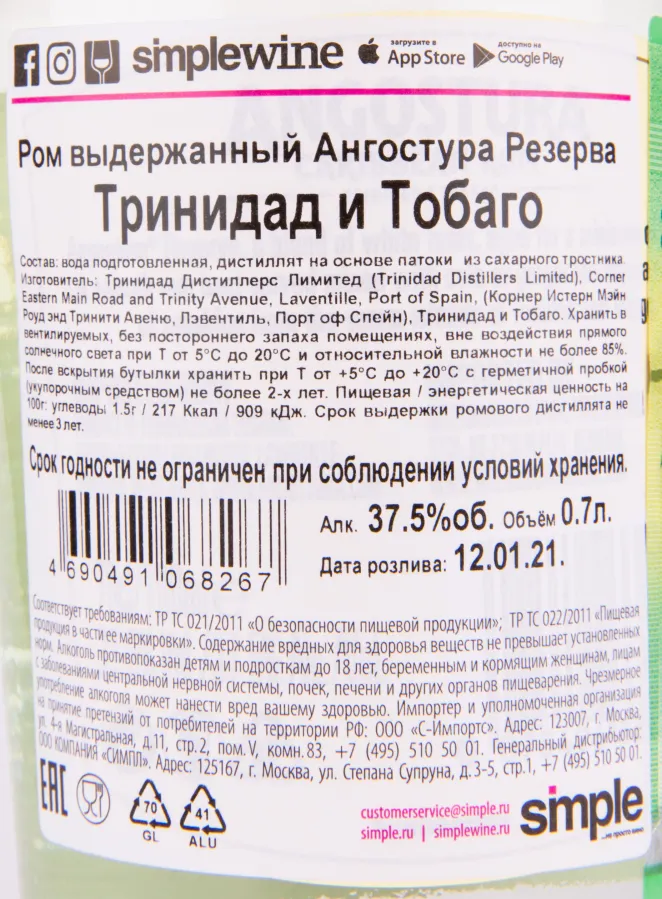 simplewine загрузите в App Store доступно на Google Play
Ром выдержанный Ангостура Резерва
Тринидад и Тобаго
Состав: вода подготовленная, дистиллят на основе патоки из сахарного тростника.
Изготовитель: Тринидад Дистиллерс Лимитед (Trinidad Distillers Limited), Corner
Eastern Main Road and Trinity Avenue, Laventille, Port of Spain, (Корнер Истерн Мэйн
Роуд энд Тринити Авеню, Лэвентиль, Порт оф Спейн), Тринидад и Тобаго. Хранить в
вентилируемых, без постороннего запаха помещениях, вне воздействия прямого
солнечного света при Т от 5°С до 20°С и относительной влажности не более 85%.
После вскрытия бутылки хранить при Т от +5°С до +20°С с герметичной пробкой
(укупорочным средством) не более 2-х лет. Пищевая / энергетическая ценность на
100г: углеводы 1.5г / 217 Ккал / 909 кДж. Срок выдержки ромового дистиллята не
менее 3 лет.
Срок годности не ограничен при соблюдении условий хранения.
Алк. 37.5%об. Объём 0.7л.
Дата розлива: 12.01.21.
4 690491 068267
Соответствует требованиям: ТР ТС 021/2011 «О безопасности пищевой продукции»; ТР ТС 022/2011 «Пищевая
продукция в части ее маркировки». Содержание вредных для здоровья веществ не превышает установленных
норм. Алкоголь противопоказан детям и подросткам до 18 лет, беременным и кормящим женщинам, лицам
с заболеваниями центральной нервной системы, почек, печени и других органов пищеварения. Чрезмерное
употребление алкоголя может нанести вред вашему здоровью. Импортер и уполномоченная организация
на принятие претензий от потребителей на территории РФ: ООО «С-Импортс». Адрес: 123007, г. Москва,
ул. 4-я Магистральная, д.11, стр.2, пом.V, комн.83, +7 (495) 510 50 01. Генеральный дистрибьютор:
ООО КОМПАНИЯ «СИМПЛ». Адрес: 125167, г. Москва, ул. Степана Супруна, д.3-5, стр.1, +7 (495) 510 50 01.
EAC
70
GL
41
ALU
customerservice@simple.ru
simple.ru | simplewine.ru
simple
...не просто вино